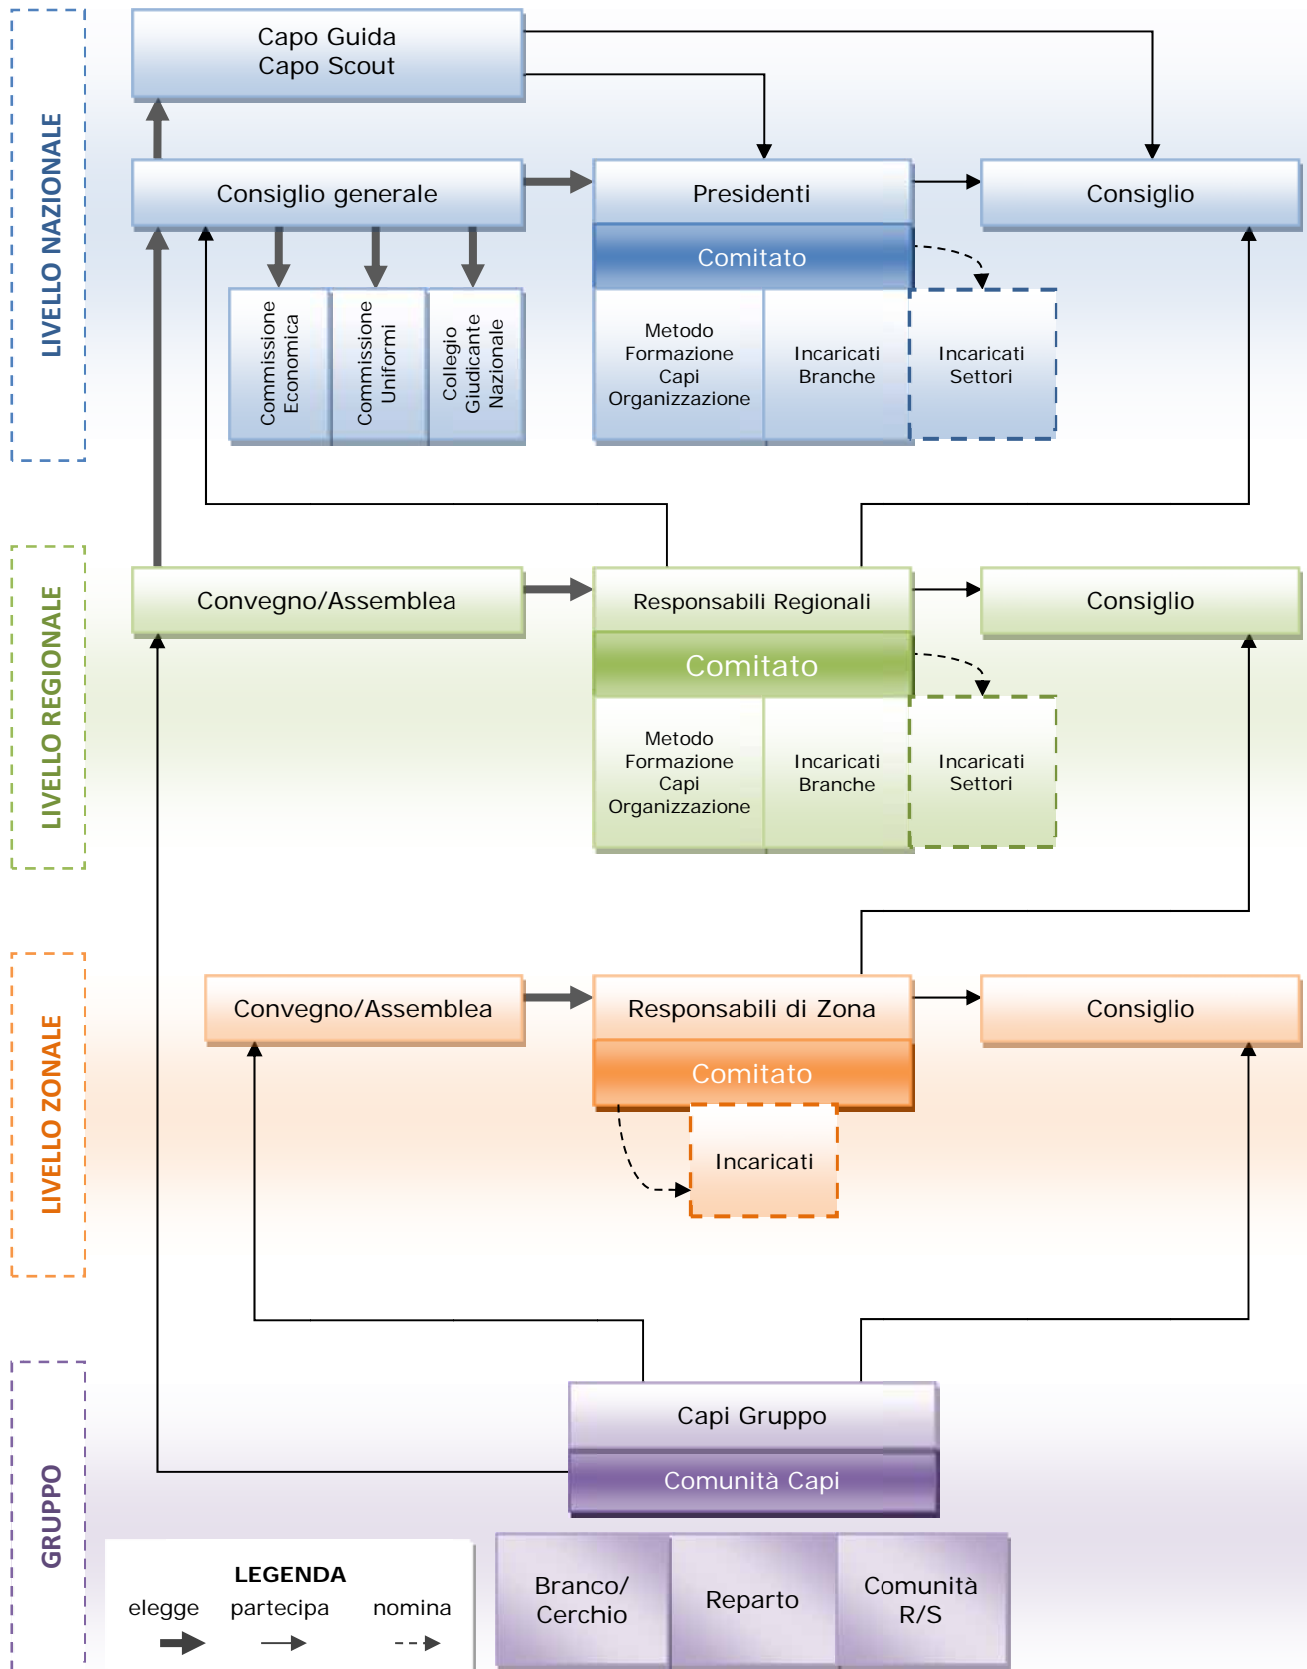 LIVELLO NAZIONALE
Capo Guida
Capo Scout
Consiglio generale
Presidenti
Consiglio
Comitato
Commissione
Economica
Commissione
Uniformi
Collegio
Giudicante
Nazionale
Metodo
Formazione
Capi
Organizzazione
Incaricati
Branche
Incaricati
Settori
LIVELLO REGIONALE
Convegno/Assemblea
Responsabili Regionali
Consiglio
Comitato
Metodo
Formazione
Capi
Organizzazione
Incaricati
Branche
Incaricati
Settori
LIVELLO ZONALE
Convegno/Assemblea
Responsabili di Zona
Consiglio
Comitato
Incaricati
GRUPPO
Capi Gruppo
Comunità Capi
Branco/
Cerchio
Reparto
Comunità
R/S
LEGENDA
elegge partecipa nomina